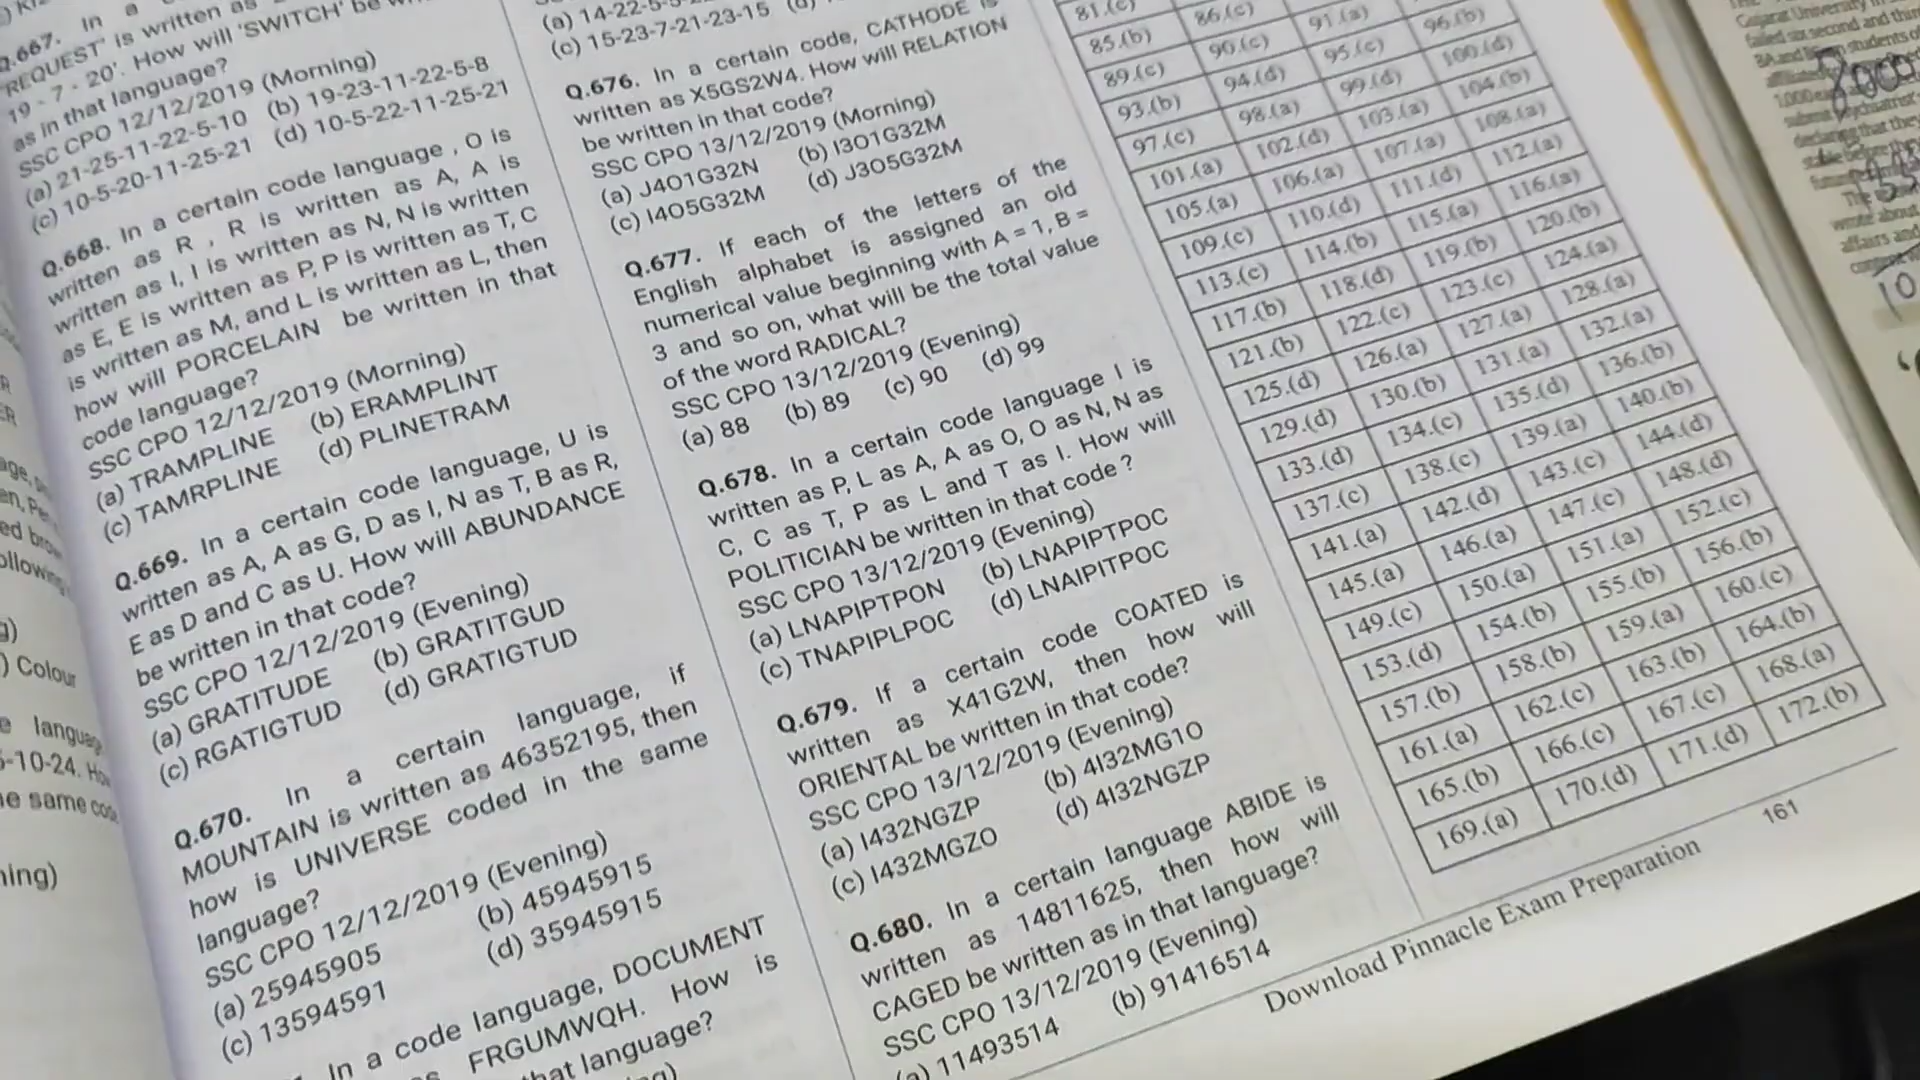 Q.667. In a
REQUEST' is written as
19 - 7 - 20'. How will 'SWITCH' be
as in that language?
SSC CPO 12/12/2019 (Morning)
(a) 21-25-11-22-5-10 (b) 19-23-11-22-5-8
(c) 10-5-20-11-25-21 (d) 10-5-22-11-25-21
Q.668. In a certain code language , O is
written as R , R is written as A, A is
written as I, I is written as N, N is written
as E, E is written as P, P is written as T, C
is written as M, and L is written as L, then
how will PORCELAIN be written in that
code language?
SSC CPO 12/12/2019 (Morning)
(a) TRAMPLINE (b) ERAMPLINT
(c) TAMRPLINE (d) PLINETRAM
Q.669. In a certain code language, U is
written as A, A as G, D as I, N as T, B as R,
E as D and C as U. How will ABUNDANCE
be written in that code?
SSC CPO 12/12/2019 (Evening)
(a) GRATITUDE (b) GRATITGUD
(c) RGATIGTUD (d) GRATIGTUD
Q.670. In a certain language, if
MOUNTAIN is written as 46352195, then
how is UNIVERSE coded in the same
language?
SSC CPO 12/12/2019 (Evening)
(a) 25945905 (b) 45945915
(c) 13594591 (d) 35945915
In a code language, DOCUMENT
FRGUMWQH. How is
that language?
(c) 15-23-7-21-23-15
Q.676. In a certain code, CATHODE is
written as X5GS2W4. How will RELATION
be written in that code?
SSC CPO 13/12/2019 (Morning)
(a) J4O1G32N (b) I3O1G32M
(c) I4O5G32M (d) J3O5G32M
Q.677. If each of the letters of the
English alphabet is assigned an old
numerical value beginning with A = 1, B =
3 and so on, what will be the total value
of the word RADICAL?
SSC CPO 13/12/2019 (Evening)
(a) 88 (b) 89 (c) 90 (d) 99
Q.678. In a certain code language I is
written as P, L as A, A as O, O as N, N as
C, C as T, P as L and T as I. How will
POLITICIAN be written in that code ?
SSC CPO 13/12/2019 (Evening)
(a) LNAPIPTPON (b) LNAPIPTPOC
(c) TNAPIPLPOC (d) LNAIPITPOC
Q.679. If a certain code COATED is
written as X41G2W, then how will
ORIENTAL be written in that code?
SSC CPO 13/12/2019 (Evening)
(a) I432NGZP (b) 4I32MG1O
(c) I432MGZO (d) 4I32NGZP
Q.680. In a certain language ABIDE is
written as 14811625, then how will
CAGED be written as in that language?
SSC CPO 13/12/2019 (Evening)
(a) 11493514 (b) 91416514
81.(c)
85.(b) 86.(c) 91.(a) 96.(b)
89.(c) 90.(c) 95.(c) 100.(d)
93.(b) 94.(d) 99.(d) 104.(b)
97.(c) 98.(a) 103.(a) 108.(a)
101.(a) 102.(d) 107.(a) 112.(a)
105.(a) 106.(a) 111.(d) 116.(a)
109.(c) 110.(d) 115.(a) 120.(b)
113.(c) 114.(b) 119.(b) 124.(a)
117.(b) 118.(d) 123.(c) 128.(a)
121.(b) 122.(c) 127.(a) 132.(a)
125.(d) 126.(a) 131.(a) 136.(b)
129.(d) 130.(b) 135.(d) 140.(b)
133.(d) 134.(c) 139.(a) 144.(d)
137.(c) 138.(c) 143.(c) 148.(d)
141.(a) 142.(d) 147.(c) 152.(c)
145.(a) 146.(a) 151.(a) 156.(b)
149.(c) 150.(a) 155.(b) 160.(c)
153.(d) 154.(b) 159.(a) 164.(b)
157.(b) 158.(b) 163.(b) 168.(a)
161.(a) 162.(c) 167.(c) 172.(b)
165.(b) 166.(c) 171.(d)
169.(a) 170.(d)
Download Pinnacle Exam Preparation 161